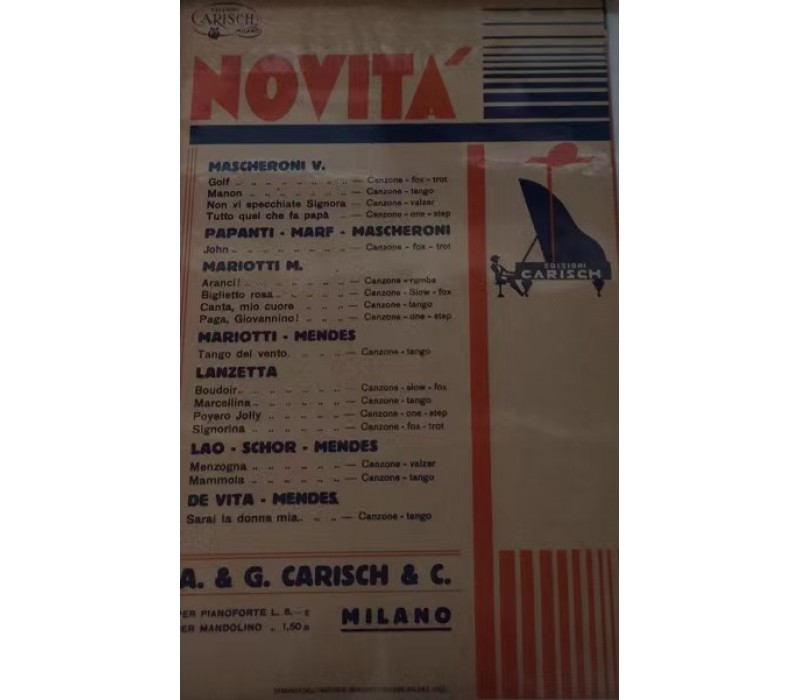 EDIZIONI
CARISCH
MILANO
NOVITA´
MASCHERONI V.
Golf .. .. .. .. .. .. .. — Canzone - fox - trot
Manon .. .. .. .. .. .. — Canzone - tango
Non vi specchiate Signora — Canzone - valzer
Tutto quel che fa papà .. — Canzone - one - step
PAPANTI - MARF - MASCHERONI
John .. .. .. .. .. .. .. — Canzone - fox - trot
MARIOTTI M.
Aranci! .. .. .. .. .. .. — Canzone - rumba
Biglietto rosa .. .. .. .. — Canzone - Slow - fox
Canta, mio cuore .. .. .. — Canzone - tango
Paga, Giovannino! .. .. .. — Canzone - one - step
MARIOTTI - MENDES
Tango del vento. .. .. .. — Canzone - tango
LANZETTA
Boudoir .. .. .. .. .. .. — Canzone - slow - fox
Marcellina .. .. .. .. .. — Canzone - tango
Povero Jolly .. .. .. .. .. — Canzone - one - step
Signorina .. .. .. .. .. — Canzone - fox - trot
LAO - SCHOR - MENDES
Menzogna .. .. .. .. .. .. — Canzone - valzer
Mammola .. .. .. .. .. .. — Canzone - tango
DE VITA - MENDES
Sarai la donna mia .. .. .. — Canzone - tango
EDIZIONI
CARISCH
A. & G. CARISCH & C.
PER PIANOFORTE L. 6.—
PER MANDOLINO „ 1,50
MILANO